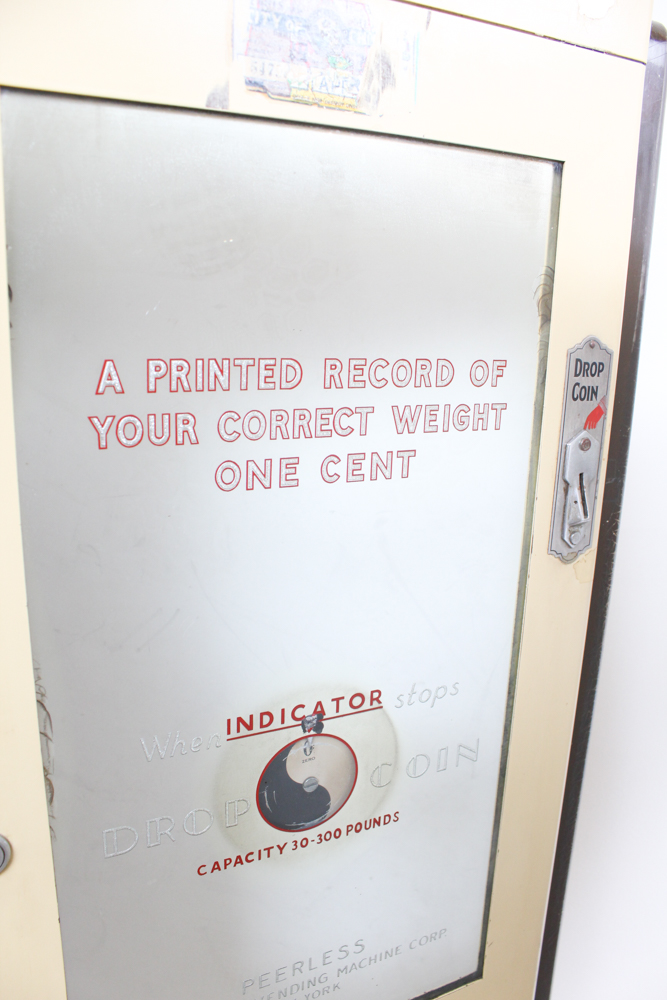 A PRINTED RECORD OF
YOUR CORRECT WEIGHT
ONE CENT
DROP
COIN
When INDICATOR stops
DROP COIN
CAPACITY 30-300 POUNDS
PEERLESS
VENDING MACHINE CORP.
YORK